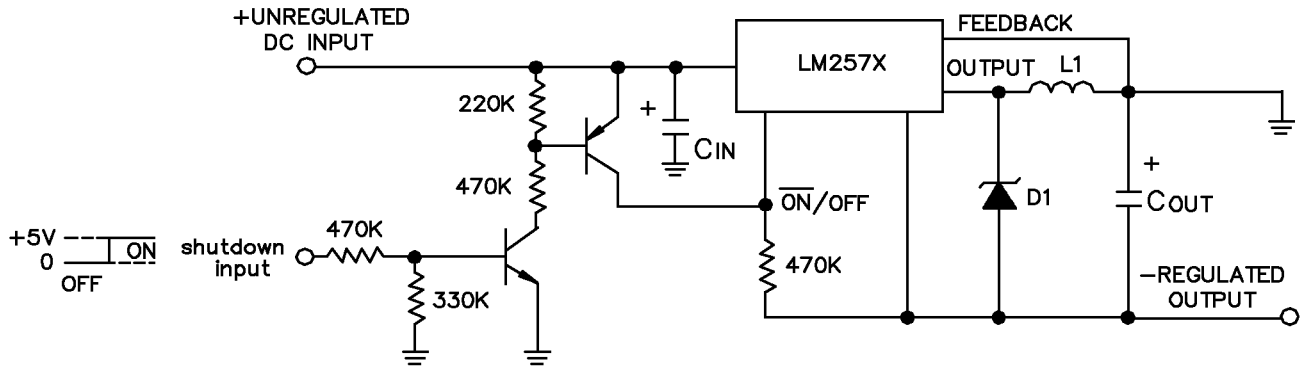 +UNREGULATED
DC INPUT
FEEDBACK
LM257X
OUTPUT
L1
220K
+
CIN
470K
ON/OFF
D1
+
COUT
+5V
0
ON
OFF
shutdown
input
470K
330K
470K
−REGULATED
OUTPUT